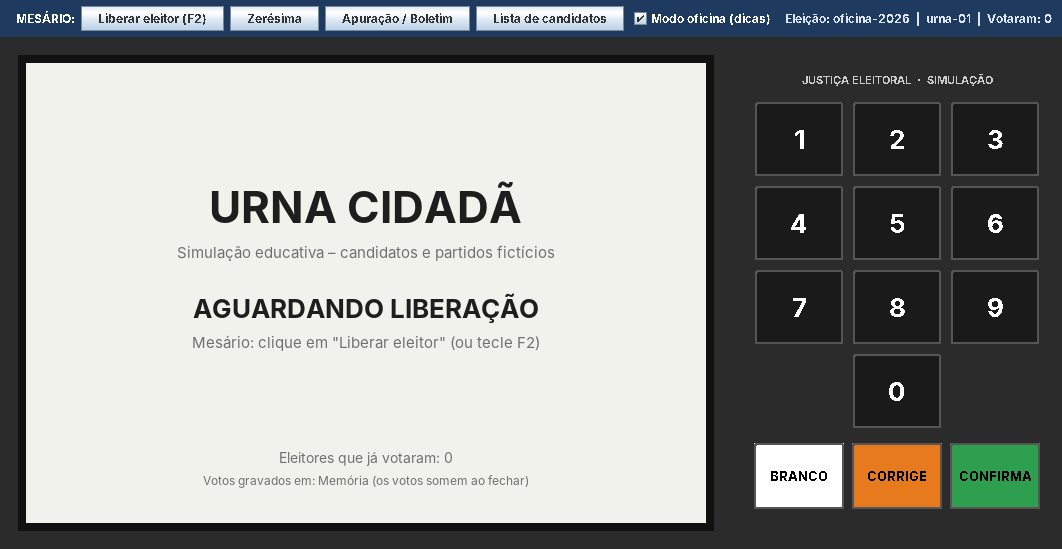 MESÁRIO: Liberar eleitor (F2) Zerésima Apuração / Boletim Lista de candidatos Modo oficina (dicas) Eleição: oficina-2026 | urna-01 | Votaram: 0
URNA CIDADÃ
Simulação educativa – candidatos e partidos fictícios
AGUARDANDO LIBERAÇÃO
Mesário: clique em "Liberar eleitor" (ou tecle F2)
Eleitores que já votaram: 0
Votos gravados em: Memória (os votos somem ao fechar)
JUSTIÇA ELEITORAL · SIMULAÇÃO
1 2 3
4 5 6
7 8 9
0
BRANCO CORRIGE CONFIRMA